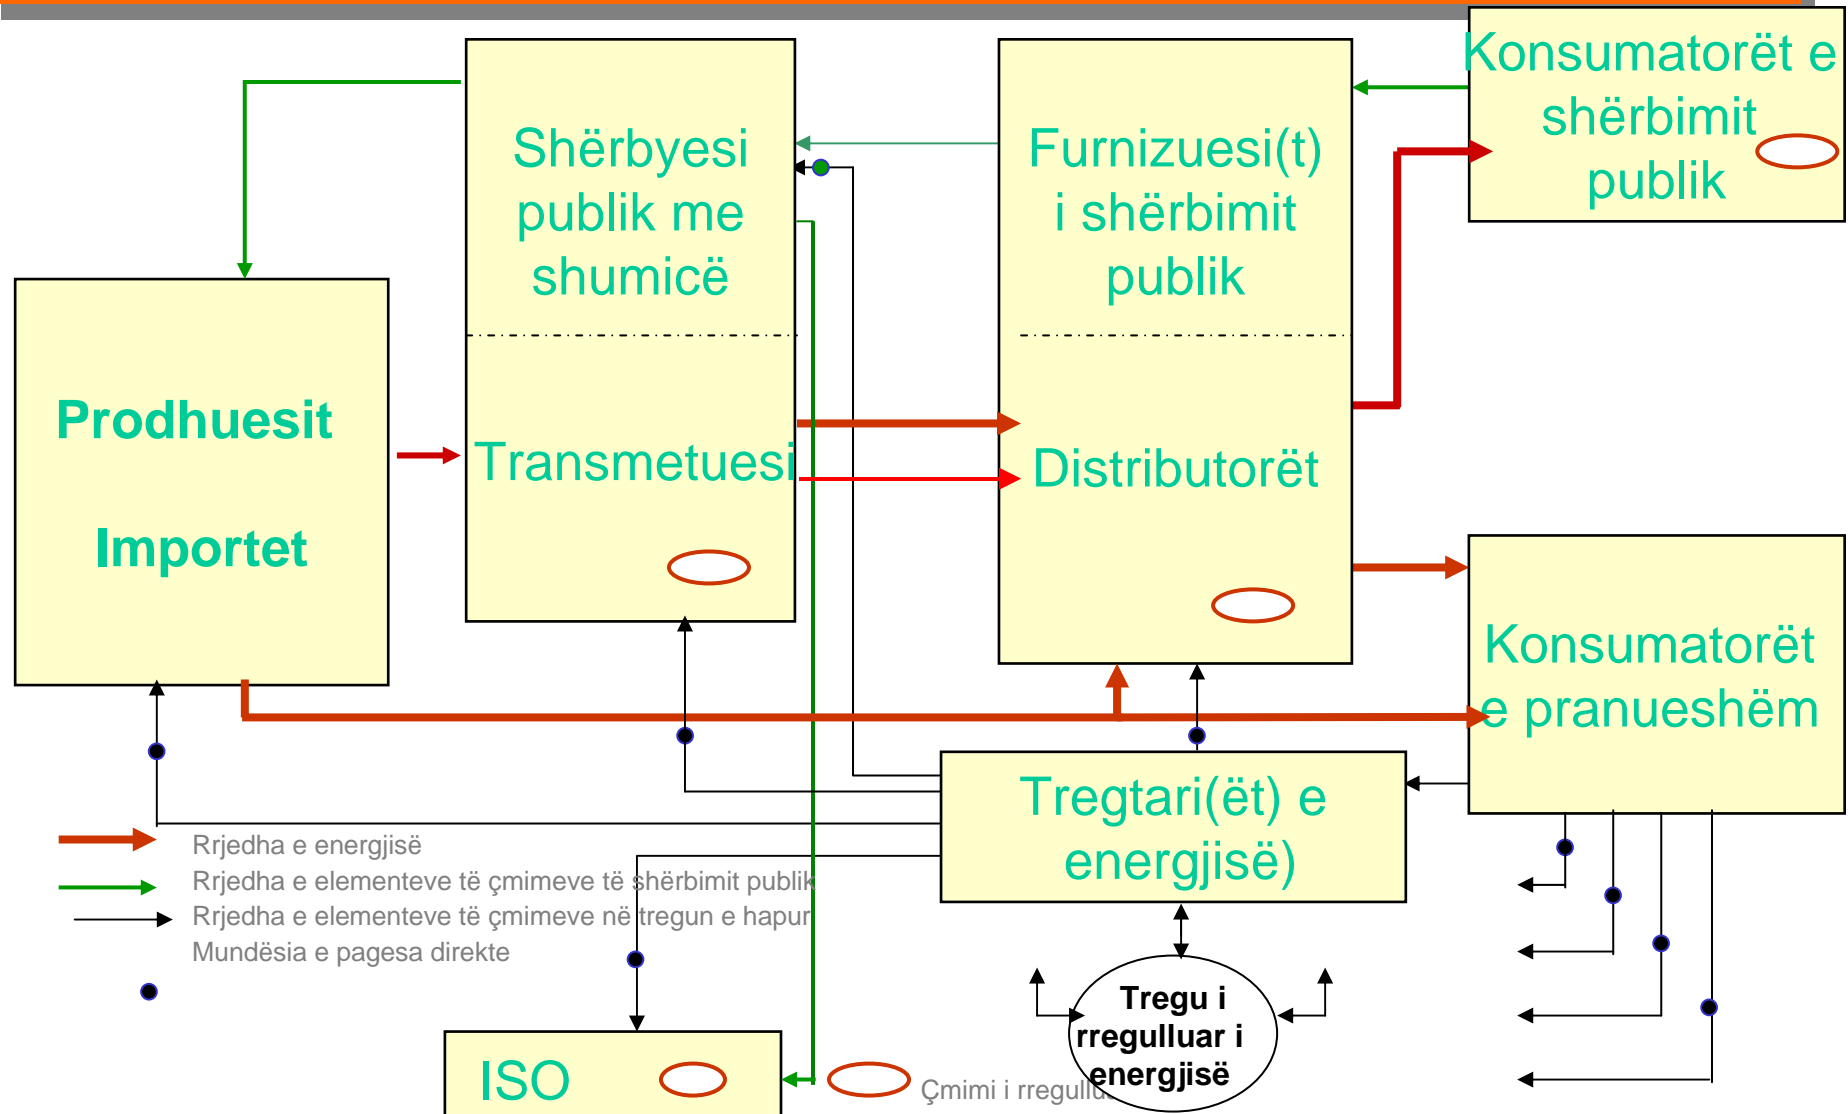 Konsumatorët e
shërbimit
publik
Shërbyesi
publik me
shumicë
Furnizuesi(t)
i shërbimit
publik
Prodhuesit
Importet
Transmetuesi
Distributorët
Konsumatorët
e pranueshëm
Tregtari(ët) e
energjisë)
Rrjedha e energjisë
Rrjedha e elementeve të çmimeve të shërbimit publik
Rrjedha e elementeve të çmimeve në tregun e hapur
Mundësia e pagesa direkte
Tregu i
rregulluar i
energjisë
ISO
Çmimi i